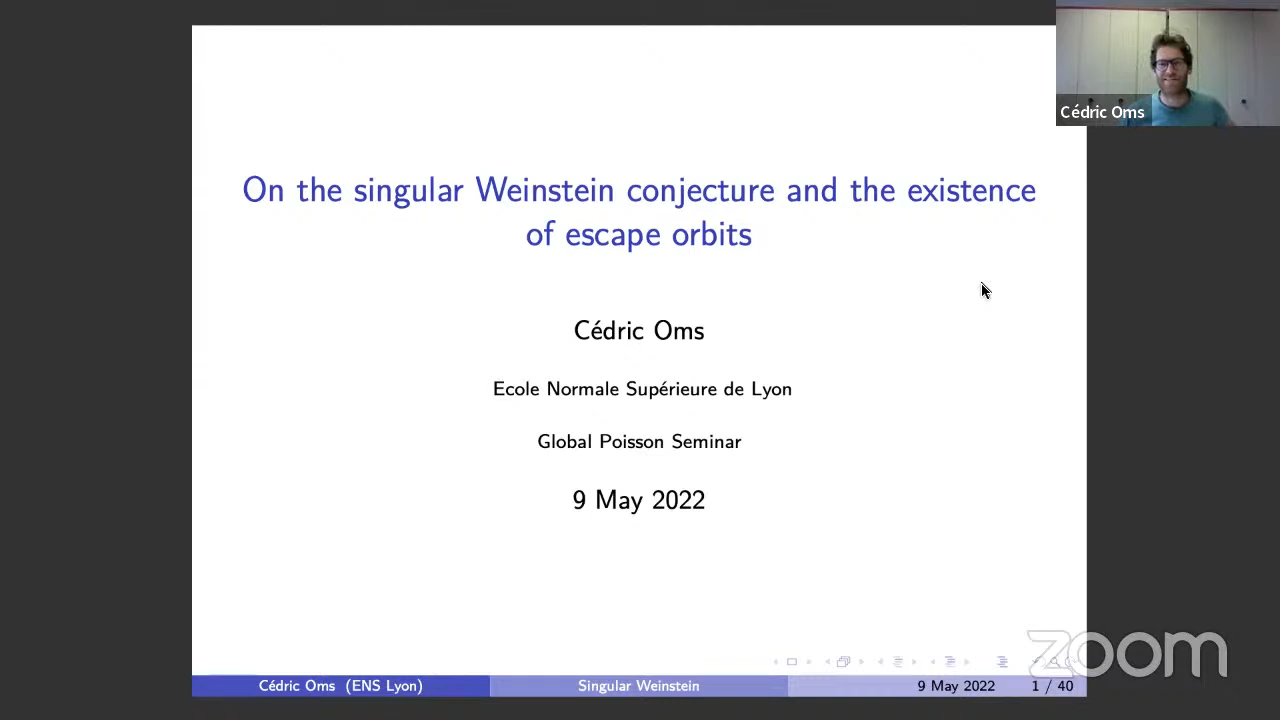 Cédric Oms
On the singular Weinstein conjecture and the existence
of escape orbits
Cédric Oms
Ecole Normale Supérieure de Lyon
Global Poisson Seminar
9 May 2022
zoom
Cédric Oms (ENS Lyon)
Singular Weinstein
9 May 2022
1 / 40